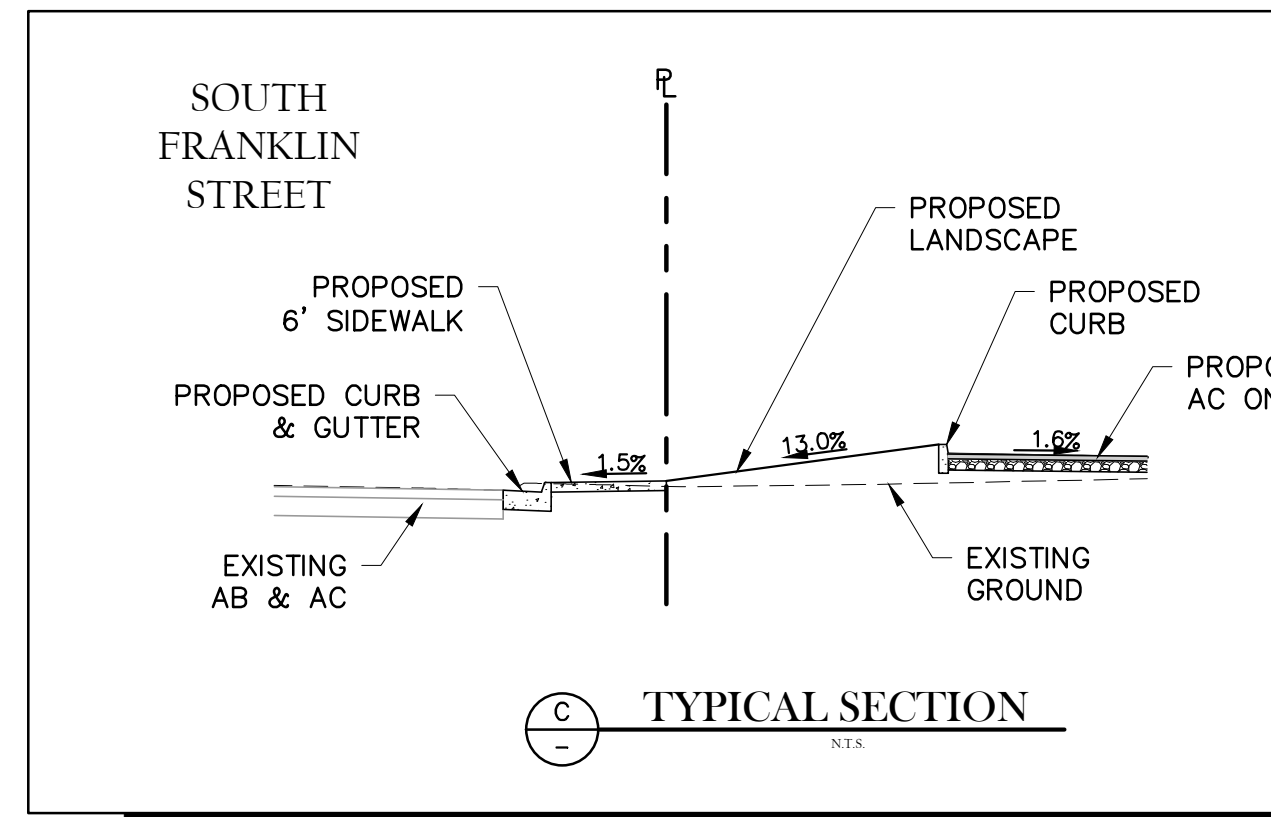 SOUTH
FRANKLIN
STREET
PL
PROPOSED
LANDSCAPE
PROPOSED
6' SIDEWALK
PROPOSED
CURB
PROPOSED CURB
& GUTTER
AC
1.5%
13.0%
1.6%
EXISTING
AB & AC
EXISTING
GROUND
C
–
TYPICAL SECTION
N.T.S.